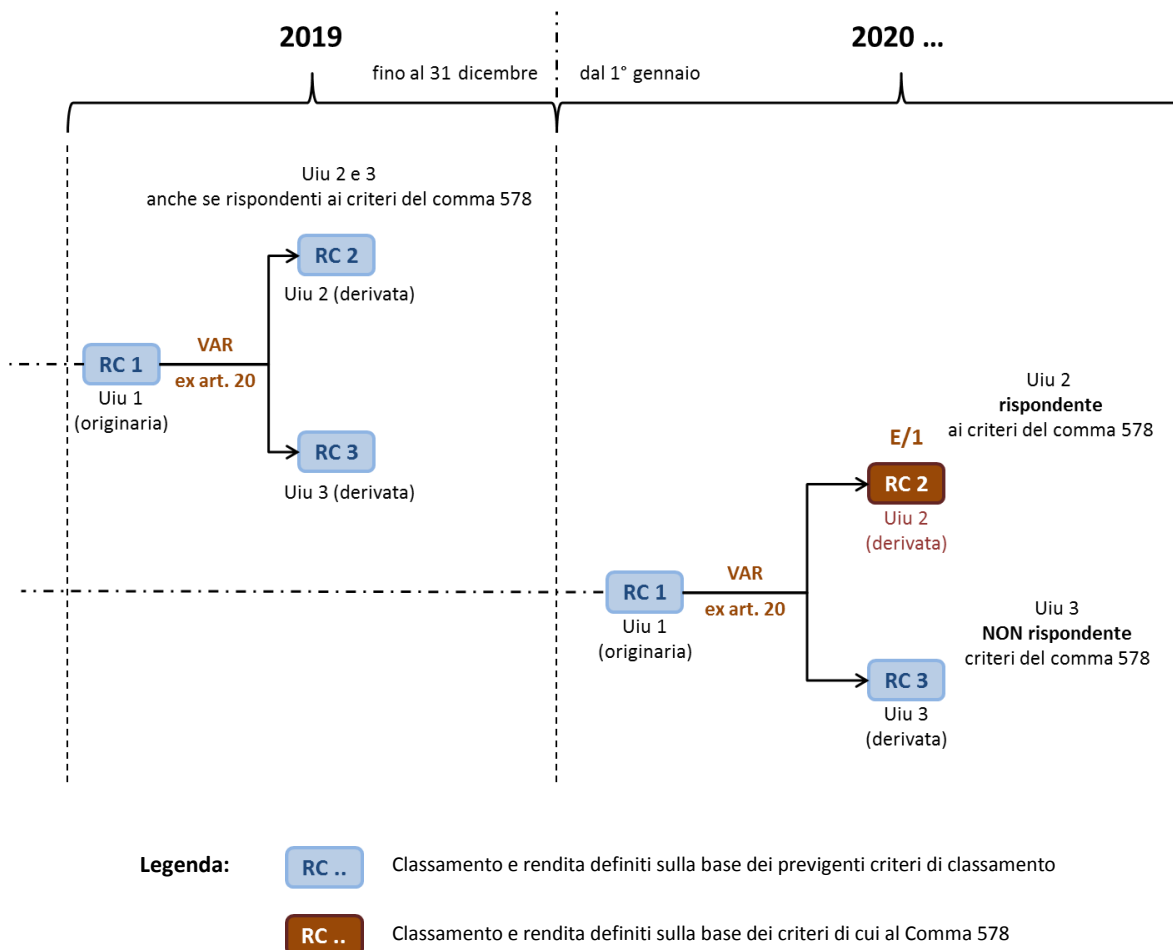 2019
2020 ...
fino al 31 dicembre
dal 1° gennaio
Uiu 2 e 3
anche se rispondenti ai criteri del comma 578
RC 2
Uiu 2 (derivata)
RC 1
VAR
ex art. 20
Uiu 1
(originaria)
RC 3
Uiu 3 (derivata)
Uiu 2
rispondente
ai criteri del comma 578
E/1
RC 2
Uiu 2
(derivata)
RC 1
VAR
ex art. 20
Uiu 1
(originaria)
Uiu 3
NON rispondente
criteri del comma 578
RC 3
Uiu 3
(derivata)
Legenda:
RC ..
Classamento e rendita definiti sulla base dei previgenti criteri di classamento
RC ..
Classamento e rendita definiti sulla base dei criteri di cui al Comma 578